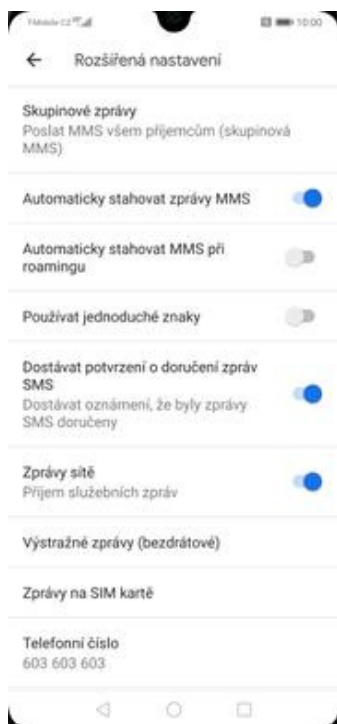 T-Mobile CZ
10:00
Rozšířená nastavení
Skupinové zprávy
Poslat MMS všem příjemcům (skupinová
MMS)
Automaticky stahovat zprávy MMS
Automaticky stahovat MMS při
roamingu
Používat jednoduché znaky
Dostávat potvrzení o doručení zpráv
SMS
Dostávat oznámení, že byly zprávy
SMS doručeny
Zprávy sítě
Příjem služebních zpráv
Výstražné zprávy (bezdrátové)
Zprávy na SIM kartě
Telefonní číslo
603 603 603